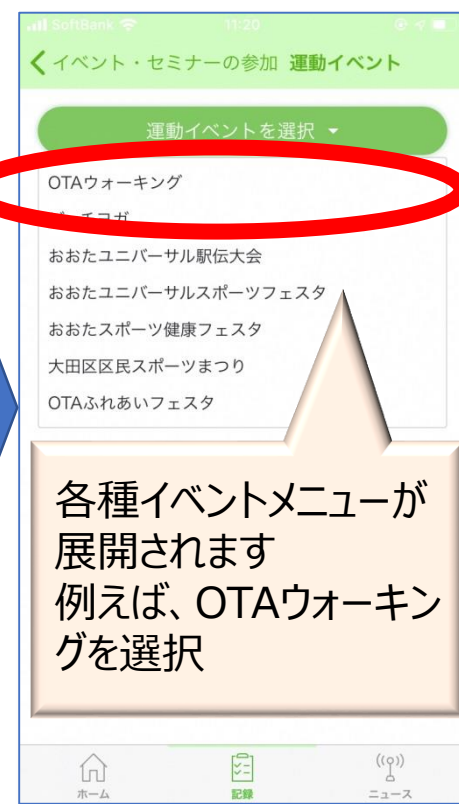 SoftBank 11:20
イベント・セミナーの参加 運動イベント
運動イベントを選択
OTAウォーキング
おおたユニバーサル駅伝大会
おおたユニバーサルスポーツフェスタ
おおたスポーツ健康フェスタ
大田区区民スポーツまつり
OTAふれあいフェスタ
各種イベントメニューが
展開されます
例えば、OTAウォーキン
グを選択
ホーム 記録 ニュース